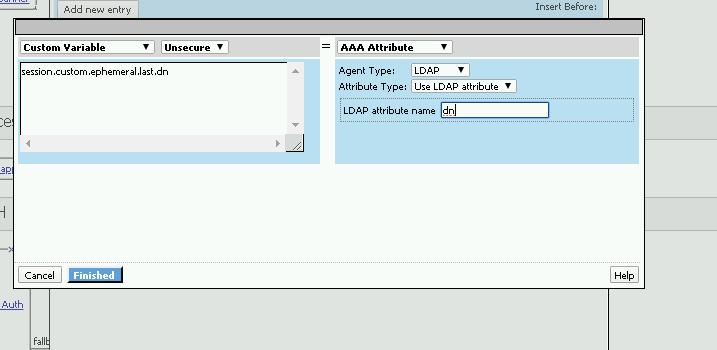 Add new entry
Insert Before:
Custom Variable Unsecure = AAA Attribute
session.custom.ephemeral.last.dn
Agent Type: LDAP
Attribute Type: Use LDAP attribute
LDAP attribute name dn
Cancel Finished Help
Auth